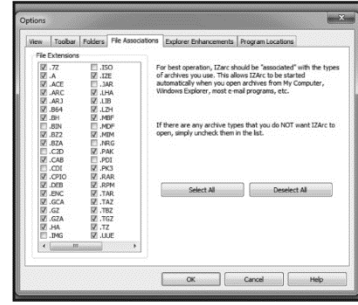 Options
View Toolbar Folders File Associations Explorer Enhancements Program Locations
File Extensions
.7Z .ISO
.A .IZE
.ACE .JAR
.ARC .LHA
.ARJ .LIB
.B64 .LZH
.BH .MBF
.BIN .MDF
.BZ2 .MIM
.BZA .NRG
.C2D .PAK
.CAB .PDI
.CDI .PK3
.CPIO .RAR
.DEB .RPM
.ENC .TAR
.GCA .TAZ
.GZ .TBZ
.GZA .TGZ
.HA .TZ
.IMG .UUE
For best operation, IZArc should be "associated" with the types
of archives you use. This allows IZArc to be started
automatically when you open archives from My Computer,
Windows Explorer, most e-mail programs, etc.
If there are any archive types that you do NOT want IZArc to
open, simply uncheck them in the list.
Select All Deselect All
OK Cancel Help